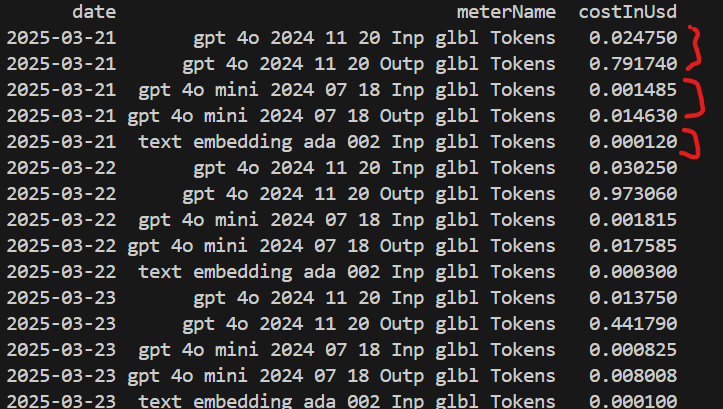 date meterName costInUsd
2025-03-21 gpt 4o 2024 11 20 Inp glbl Tokens 0.024750
2025-03-21 gpt 4o 2024 11 20 Outp glbl Tokens 0.791740
2025-03-21 gpt 4o mini 2024 07 18 Inp glbl Tokens 0.001485
2025-03-21 gpt 4o mini 2024 07 18 Outp glbl Tokens 0.014630
2025-03-21 text embedding ada 002 Inp glbl Tokens 0.000120
2025-03-22 gpt 4o 2024 11 20 Inp glbl Tokens 0.030250
2025-03-22 gpt 4o 2024 11 20 Outp glbl Tokens 0.973060
2025-03-22 gpt 4o mini 2024 07 18 Inp glbl Tokens 0.001815
2025-03-22 gpt 4o mini 2024 07 18 Outp glbl Tokens 0.017585
2025-03-22 text embedding ada 002 Inp glbl Tokens 0.000300
2025-03-23 gpt 4o 2024 11 20 Inp glbl Tokens 0.013750
2025-03-23 gpt 4o 2024 11 20 Outp glbl Tokens 0.441790
2025-03-23 gpt 4o mini 2024 07 18 Inp glbl Tokens 0.000825
2025-03-23 gpt 4o mini 2024 07 18 Outp glbl Tokens 0.008008
2025-03-23 text embedding ada 002 Inp glbl Tokens 0.000100